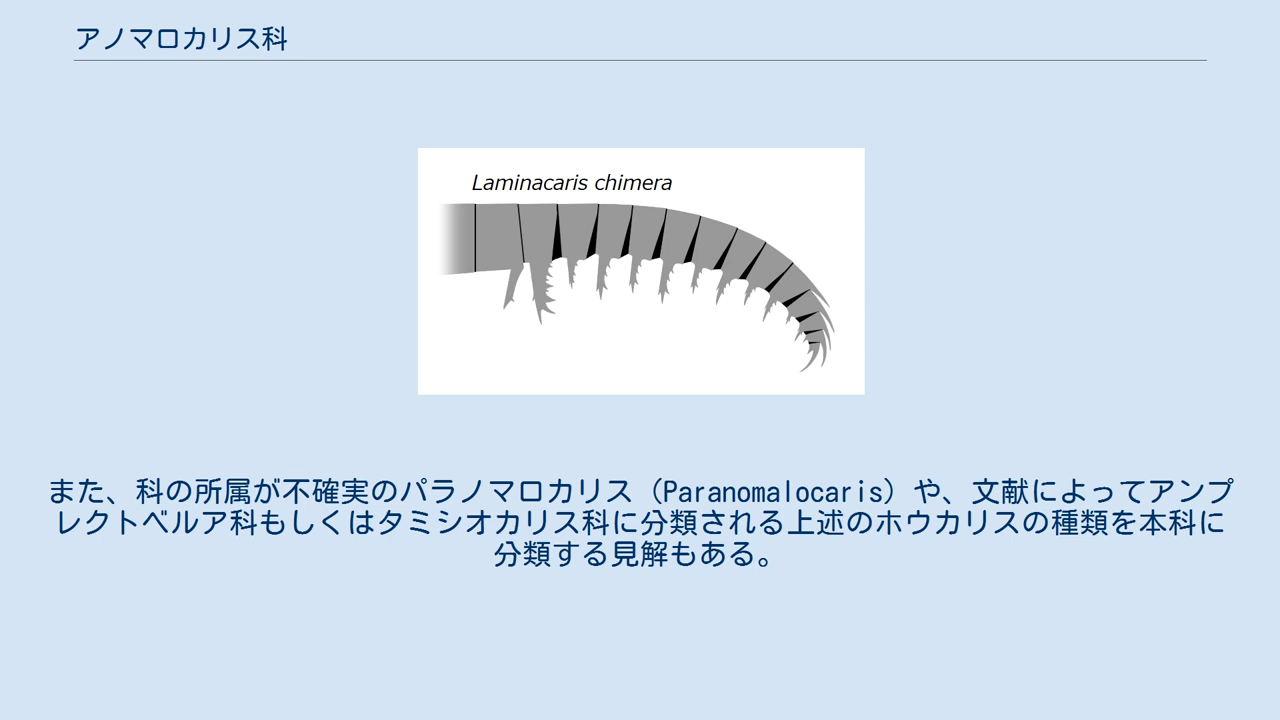 アノマロカリス科
Laminacaris chimera
また、科の所属が不確実のパラノマロカリス（Paranomalocaris）や、文献によってアンプ
レクトベルア科もしくはタミシオカリス科に分類される上述のホウカリスの種類を本科に
分類する見解もある。